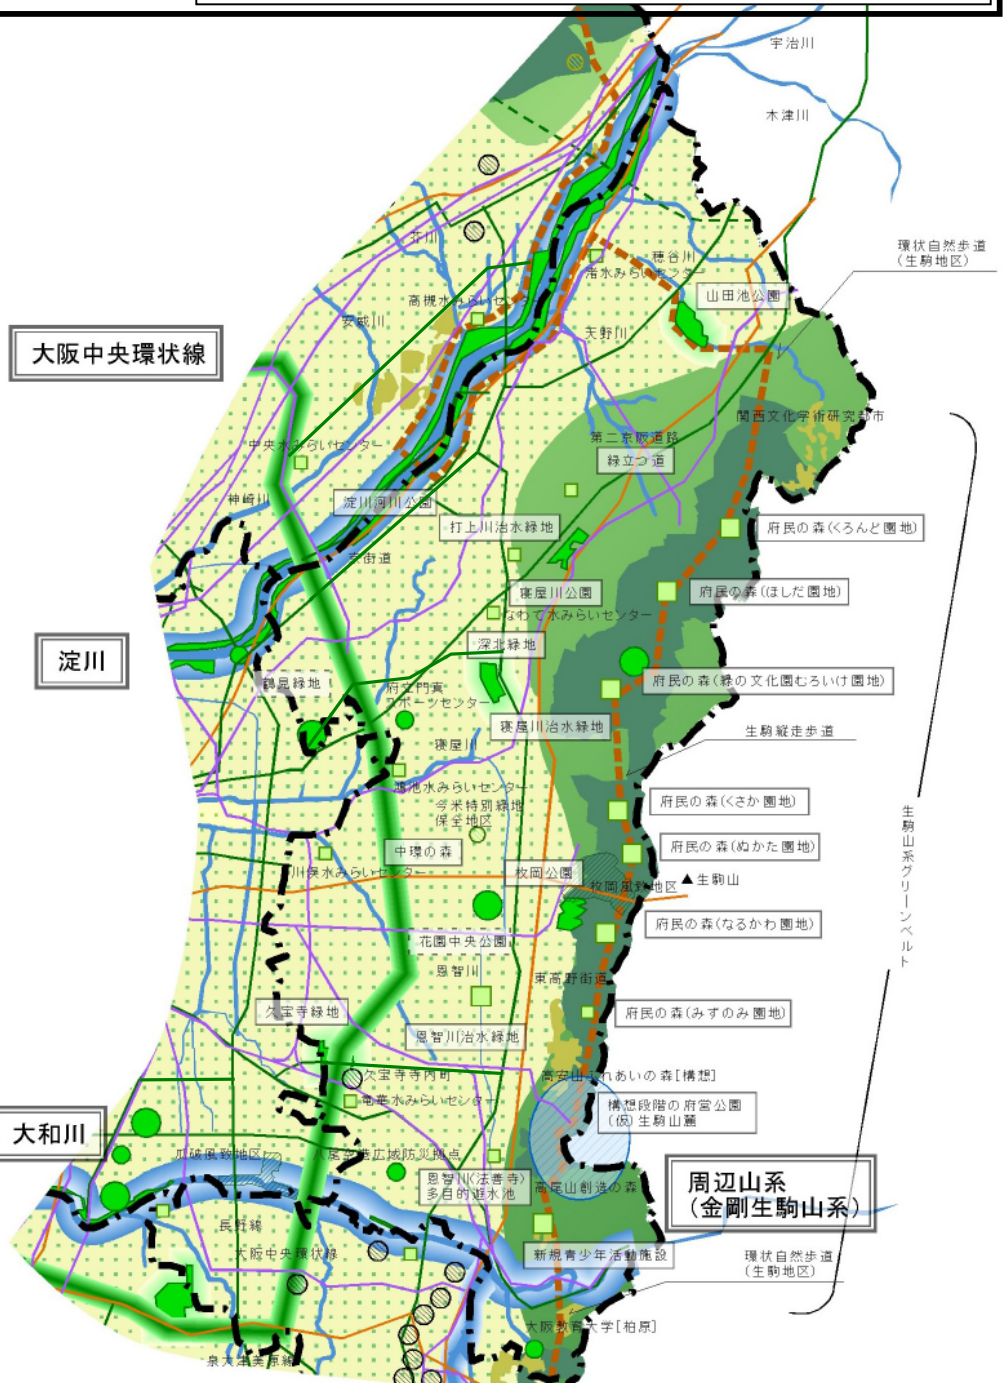 宇治川
木津川
環状自然歩道
(生駒地区)
芥川
穂谷川
渚水みらいセンター
山田池公園
高槻水みらいセンター
安威川
天野川
大阪中央環状線
関西文化学術研究都市
第二京阪道路
緑立つ道
中央水みらいセンター
神崎川
淀川河川公園
打上川治水緑地
府民の森(くろんど園地)
京街道
寝屋川公園
府民の森(ほしだ園地)
なわて水みらいセンター
深北緑地
淀川
鶴見緑地
府立門真
スポーツセンター
府民の森(緑の文化園むろいけ園地)
寝屋川治水緑地
生駒縦走歩道
寝屋川
鴻池水みらいセンター
今米特別緑地
保全地区
府民の森(くさか園地)
生駒山系グリーンベルト
中環の森
府民の森(ぬかた園地)
川俣水みらいセンター
枚岡公園
枚岡風致地区
▲生駒山
府民の森(なるかわ園地)
花園中央公園
恩智川
東高野街道
久宝寺緑地
府民の森(みずのみ園地)
恩智川治水緑地
久宝寺寺内町
高安山ふれあいの森[構想]
竜華水みらいセンター
構想段階の府営公園
(仮)生駒山麓
大和川
瓜破風致地区
八尾空港広域防災拠点
恩智川(法善寺)
多目的遊水池
高尾山創造の森
周辺山系
(金剛生駒山系)
長野線
大阪中央環状線
新規青少年活動施設
環状自然歩道
(生駒地区)
大阪教育大学[柏原]
泉大津美原線